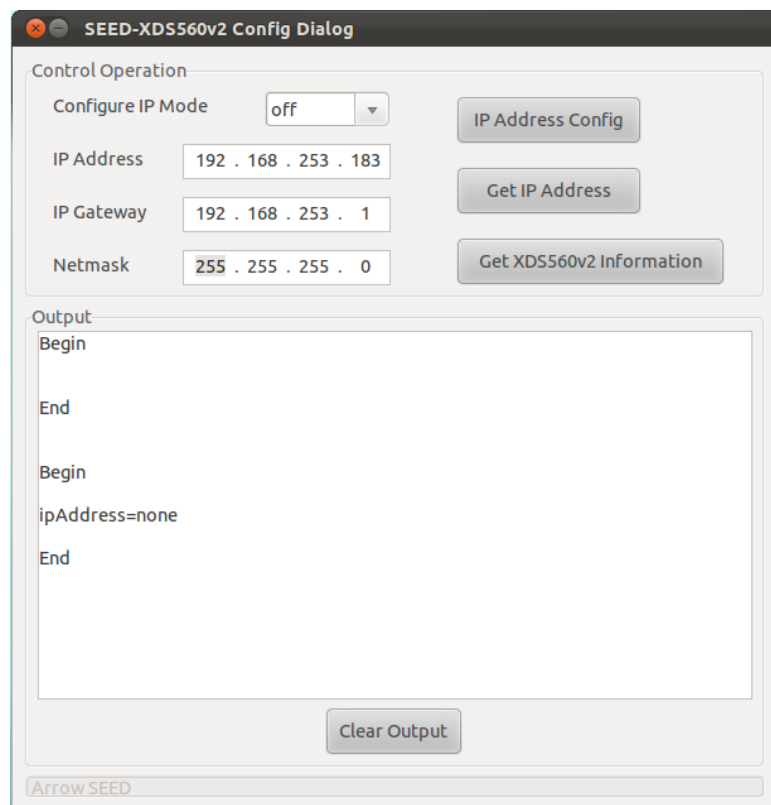 SEED-XDS560v2 Config Dialog
Control Operation
Configure IP Mode off IP Address Config
IP Address 192 . 168 . 253 . 183
Get IP Address
IP Gateway 192 . 168 . 253 . 1
Netmask 255 . 255 . 255 . 0 Get XDS560v2 Information
Output
Begin
End
Begin
ipAddress=none
End
Clear Output
Arrow SEED